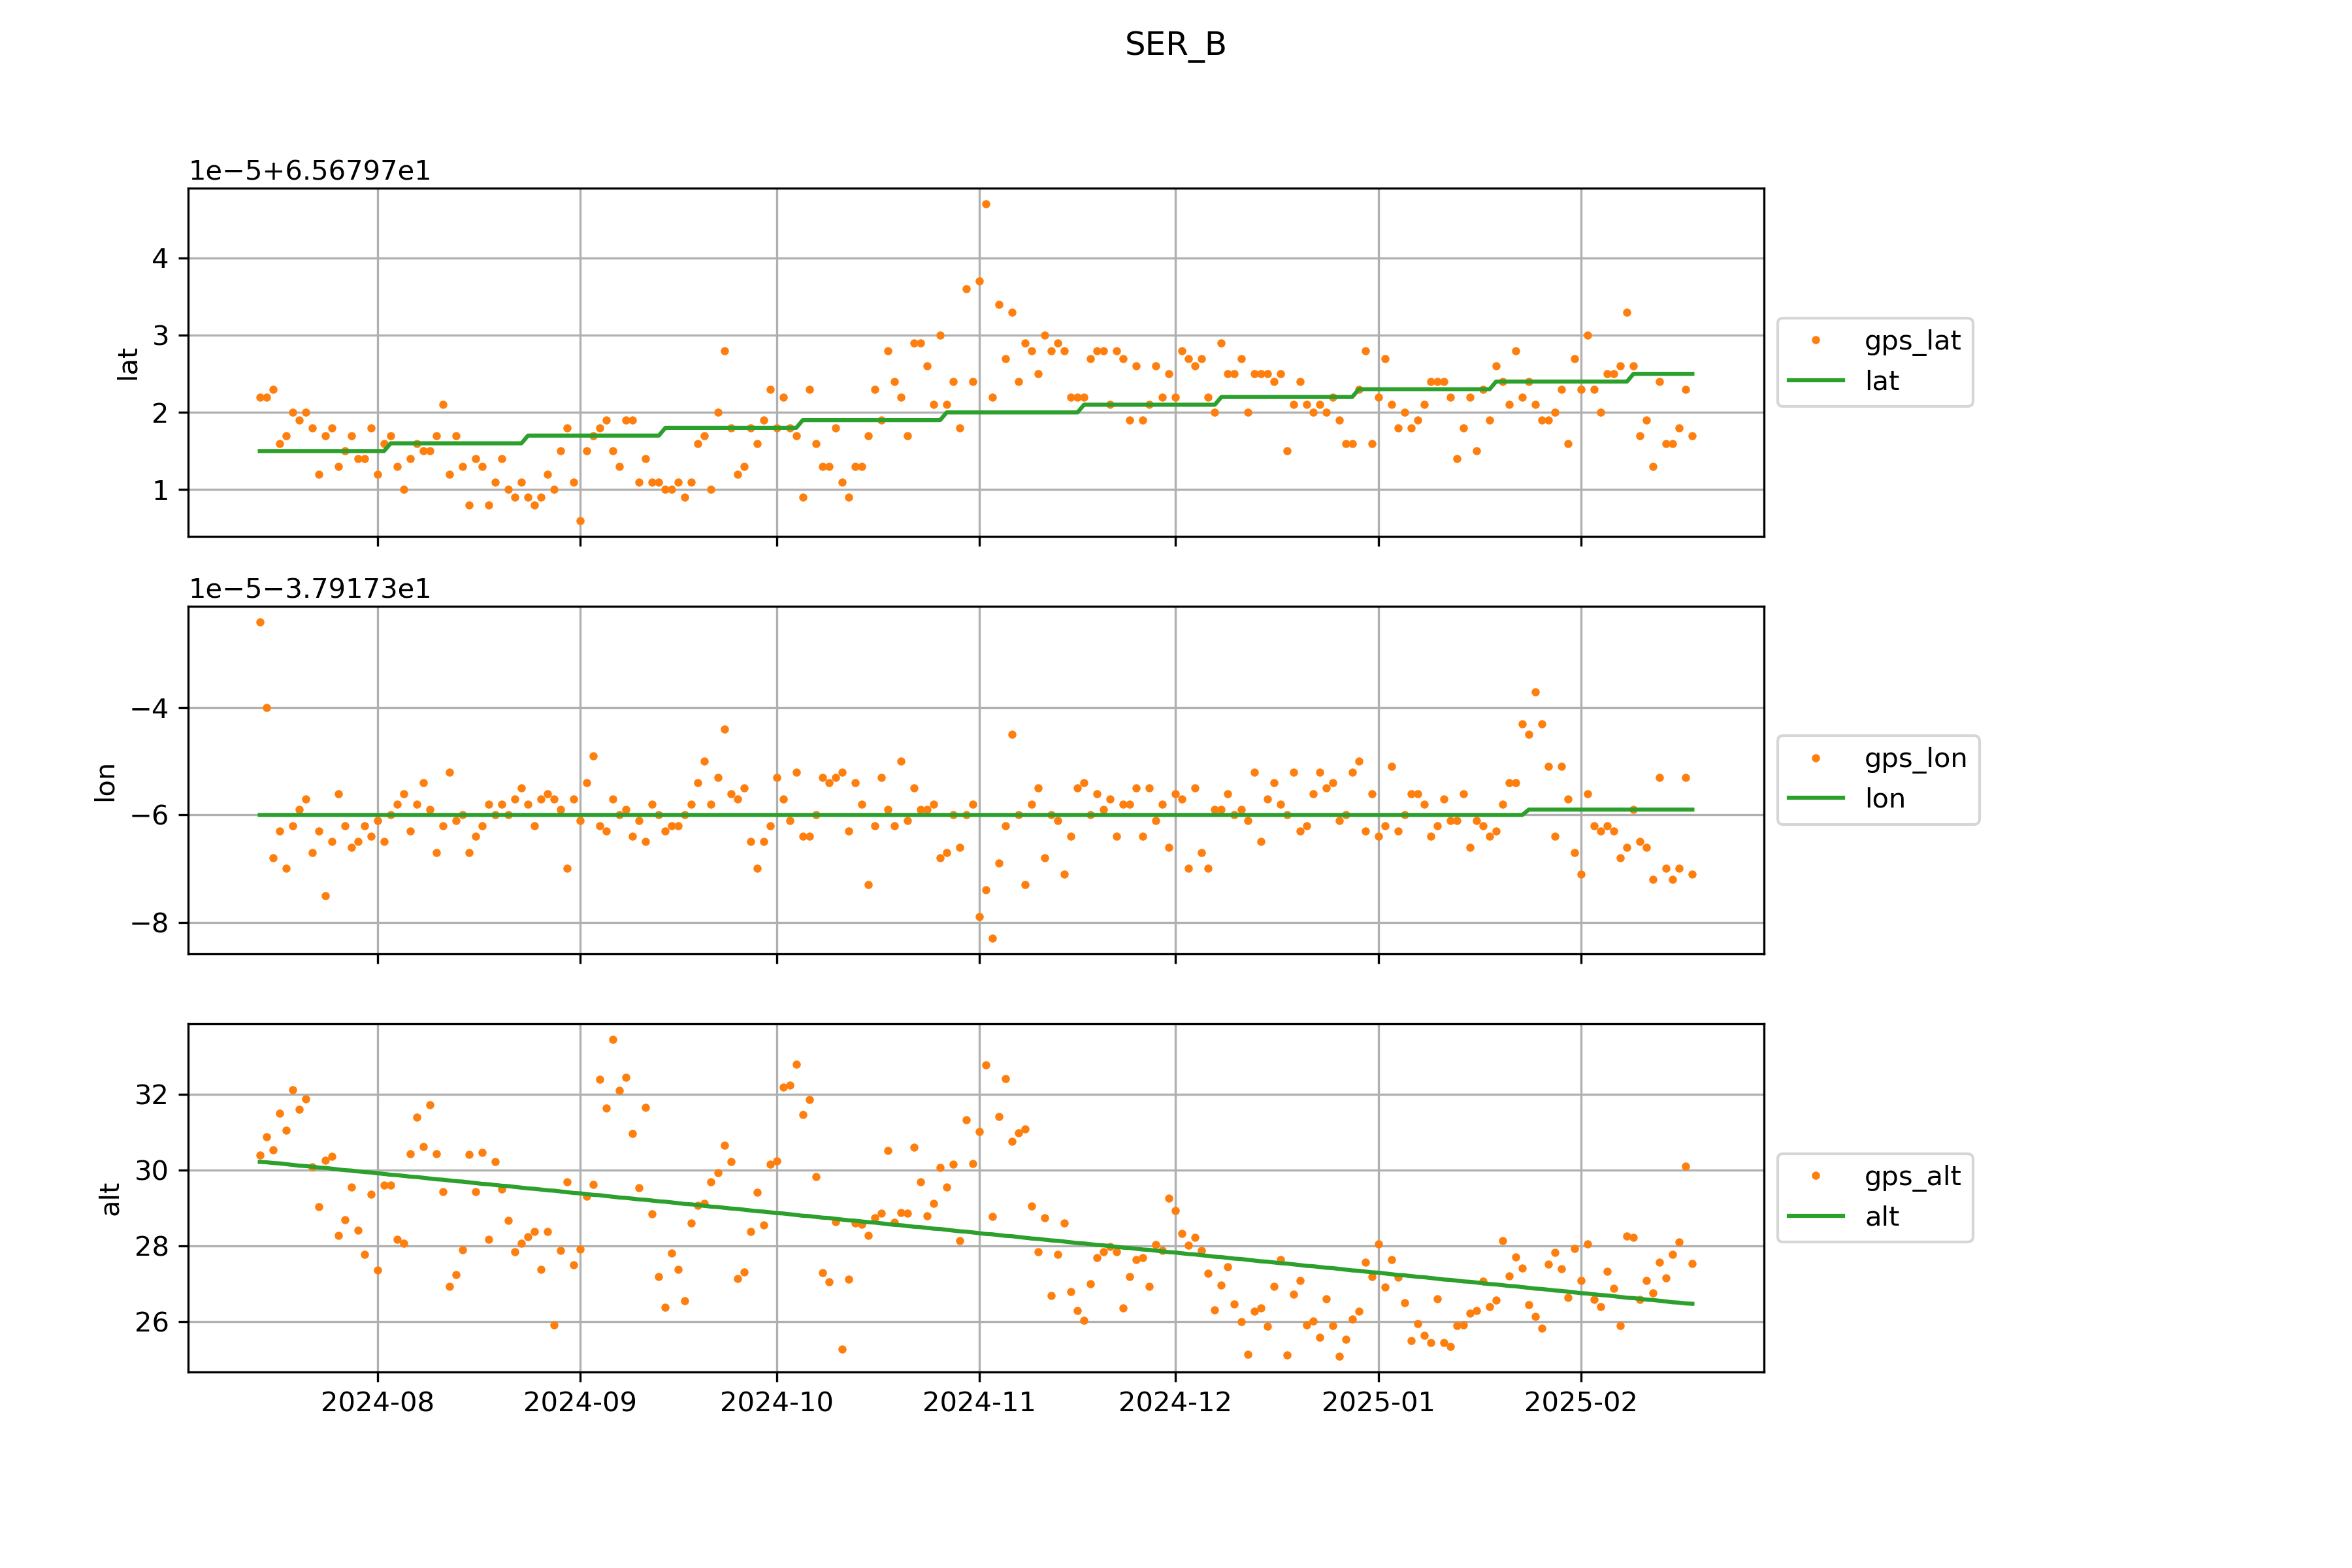 SER_B
1e−5+6.56797e1
4
3
2
1
lat
gps_lat
lat
1e−5−3.79173e1
−4
−6
−8
lon
gps_lon
lon
32
30
28
26
alt
gps_alt
alt
2024-08 2024-09 2024-10 2024-11 2024-12 2025-01 2025-02